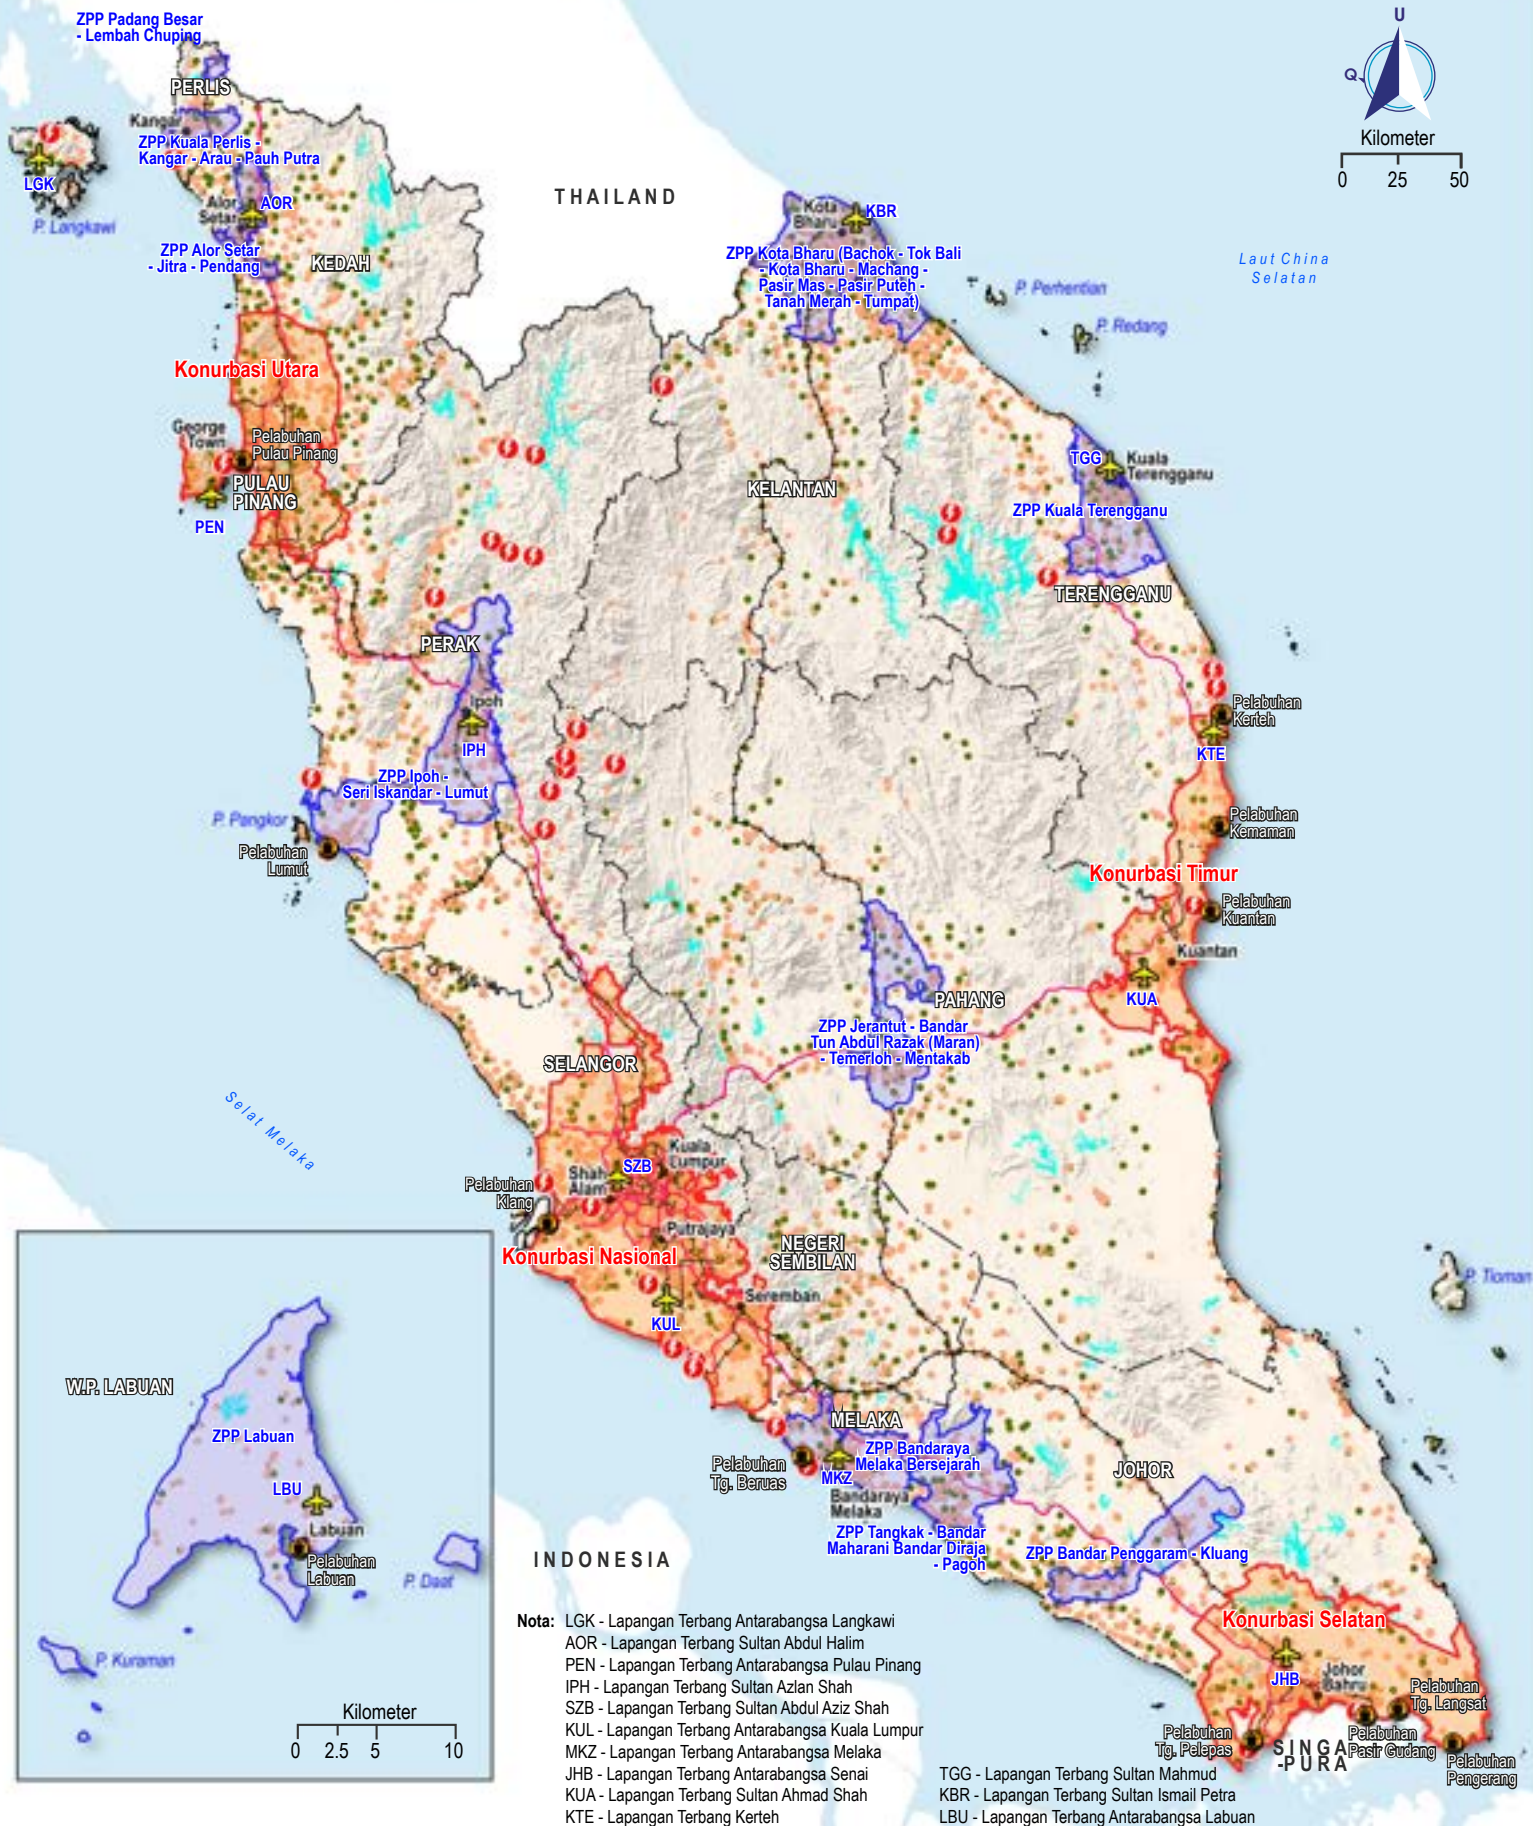 ZPP Padang Besar
- Lembah Chuping
PERLIS
Kangar
ZPP Kuala Perlis -
Kangar - Arau - Pauh Putra
LGK
P. Langkawi
Alor
Setar
AOR
ZPP Alor Setar
- Jitra - Pendang
KEDAH
THAILAND
U
Q
Kilometer
0 25 50
Kota
Bharu
KBR
ZPP Kota Bharu (Bachok - Tok Bali
- Kota Bharu - Machang -
Pasir Mas - Pasir Puteh -
Tanah Merah - Tumpat)
Laut China
Selatan
P. Perhentian
P. Redang
Konurbasi Utara
George
Town
Pelabuhan
Pulau Pinang
PULAU
PINANG
PEN
KELANTAN
TGG
Kuala
Terengganu
ZPP Kuala Terengganu
TERENGGANU
PERAK
Ipoh
IPH
ZPP Ipoh -
Seri Iskandar - Lumut
P. Pangkor
Pelabuhan
Lumut
Pelabuhan
Kerteh
KTE
Pelabuhan
Kemaman
Konurbasi Timur
Pelabuhan
Kuantan
Kuantan
KUA
PAHANG
ZPP Jerantut - Bandar
Tun Abdul Razak (Maran)
- Temerloh - Mentakab
SELANGOR
Selat Melaka
Kuala
Lumpur
SZB
Shah
Alam
Pelabuhan
Klang
Putrajaya
Konurbasi Nasional
NEGERI
SEMBILAN
Seremban
KUL
P. Tioman
W.P. LABUAN
ZPP Labuan
LBU
Labuan
Pelabuhan
Labuan
P. Daat
P. Kuraman
Kilometer
0 2.5 5 10
MELAKA
ZPP Bandaraya
Melaka Bersejarah
Pelabuhan
Tg. Beruas
MKZ
Bandaraya
Melaka
ZPP Tangkak - Bandar
Maharani Bandar Diraja
- Pagoh
JOHOR
ZPP Bandar Penggaram - Kluang
INDONESIA
Konurbasi Selatan
JHB
Johor
Bahru
Pelabuhan
Tg. Langsat
Pelabuhan
Tg. Pelepas
SINGA
-PURA
Pelabuhan
Pasir Gudang
Pelabuhan
Pengerang
Nota: LGK - Lapangan Terbang Antarabangsa Langkawi
AOR - Lapangan Terbang Sultan Abdul Halim
PEN - Lapangan Terbang Antarabangsa Pulau Pinang
IPH - Lapangan Terbang Sultan Azlan Shah
SZB - Lapangan Terbang Sultan Abdul Aziz Shah
KUL - Lapangan Terbang Antarabangsa Kuala Lumpur
MKZ - Lapangan Terbang Antarabangsa Melaka
JHB - Lapangan Terbang Antarabangsa Senai
KUA - Lapangan Terbang Sultan Ahmad Shah
KTE - Lapangan Terbang Kerteh
TGG - Lapangan Terbang Sultan Mahmud
KBR - Lapangan Terbang Sultan Ismail Petra
LBU - Lapangan Terbang Antarabangsa Labuan